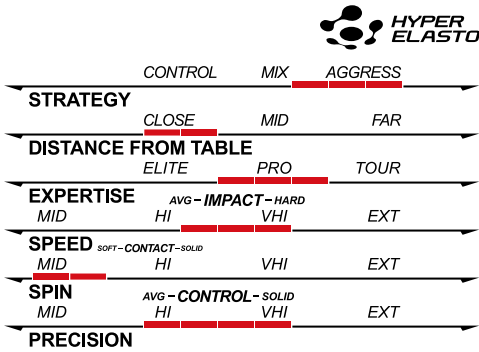 HYPER
ELASTO
CONTROL MIX AGGRESS
STRATEGY
CLOSE MID FAR
DISTANCE FROM TABLE
ELITE PRO TOUR
EXPERTISE AVG-IMPACT-HARD
MID HI VHI EXT
SPEED SOFT-CONTACT-SOLID
MID HI VHI EXT
SPIN AVG-CONTROL-SOLID
MID HI VHI EXT
PRECISION